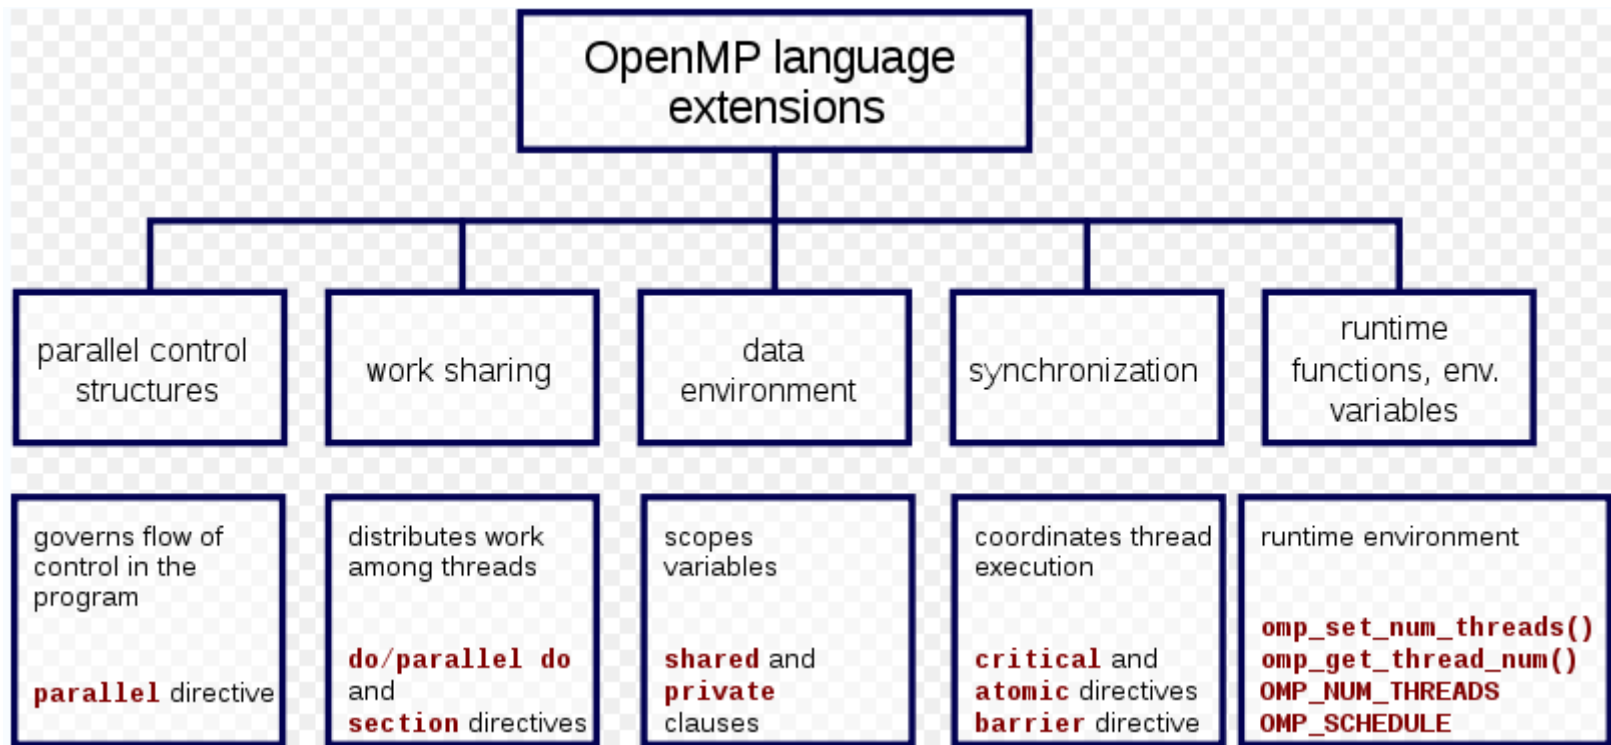 OpenMP language
extensions
parallel control
structures
work sharing
data
environment
synchronization
runtime
functions, env.
variables
governs flow of
control in the
program
parallel directive
distributes work
among threads
do/parallel do
and
section directives
scopes
variables
shared and
private
clauses
coordinates thread
execution
critical and
atomic directives
barrier directive
runtime environment
omp_set_num_threads()
omp_get_thread_num()
OMP_NUM_THREADS
OMP_SCHEDULE